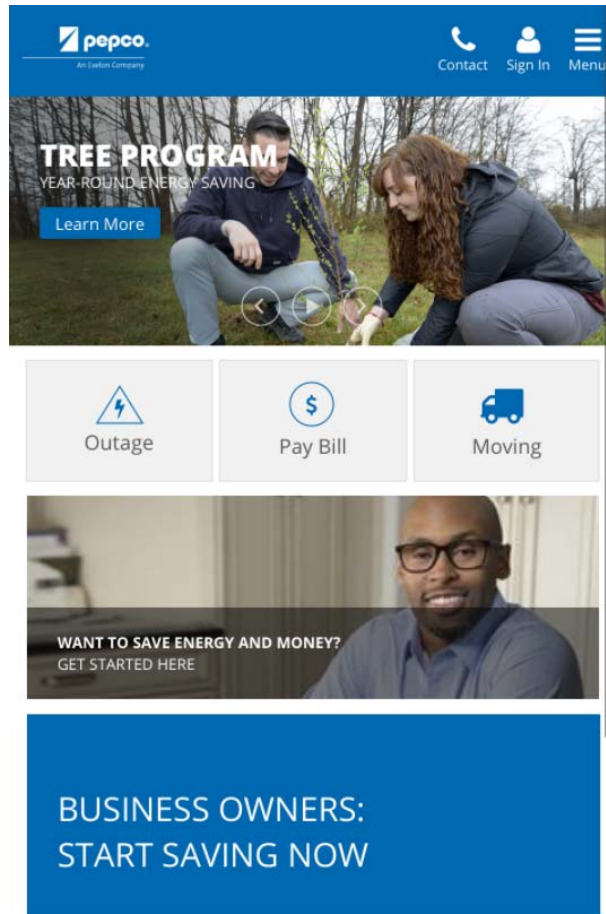 pepco.
An Exelon Company
Contact Sign In Menu
TREE PROGRAM
YEAR-ROUND ENERGY SAVING
Learn More
Outage Pay Bill Moving
WANT TO SAVE ENERGY AND MONEY?
GET STARTED HERE
BUSINESS OWNERS:
START SAVING NOW